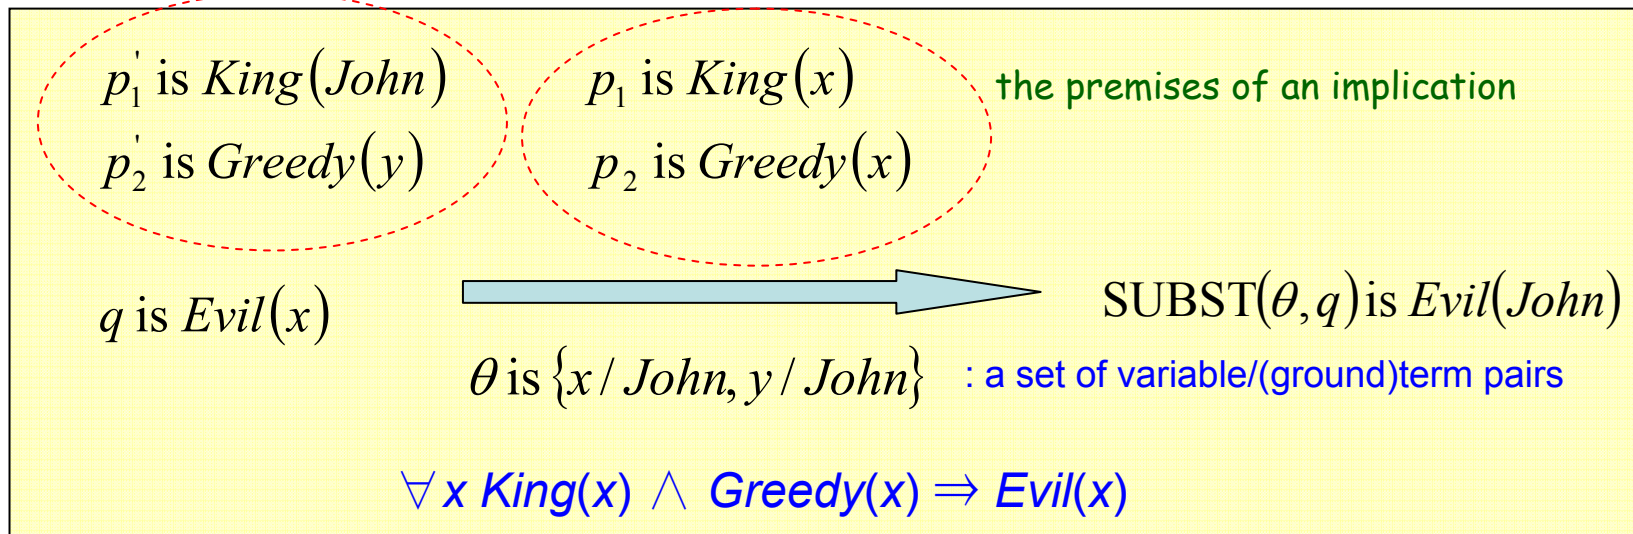 p₁' is King(John) p₁ is King(x) the premises of an implication
p₂' is Greedy(y) p₂ is Greedy(x)
q is Evil(x) SUBST(θ, q) is Evil(John)
θ is {x / John, y / John} : a set of variable/(ground)term pairs
∀ x King(x) ∧ Greedy(x) ⇒ Evil(x)